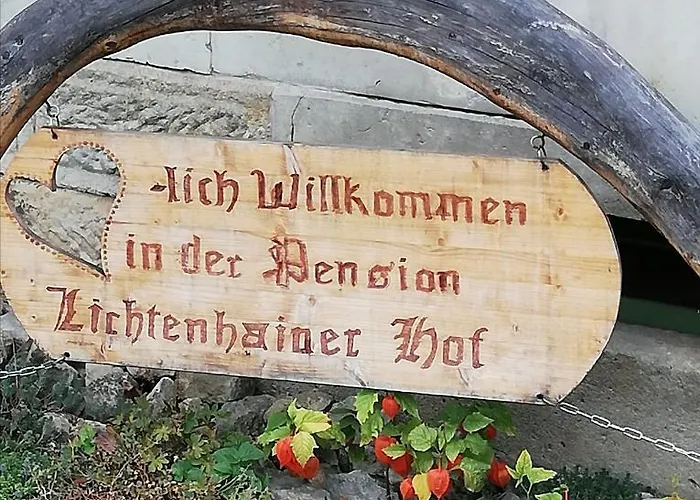 -lich Willkommen
in der Pension
Lichtenhainer Hof